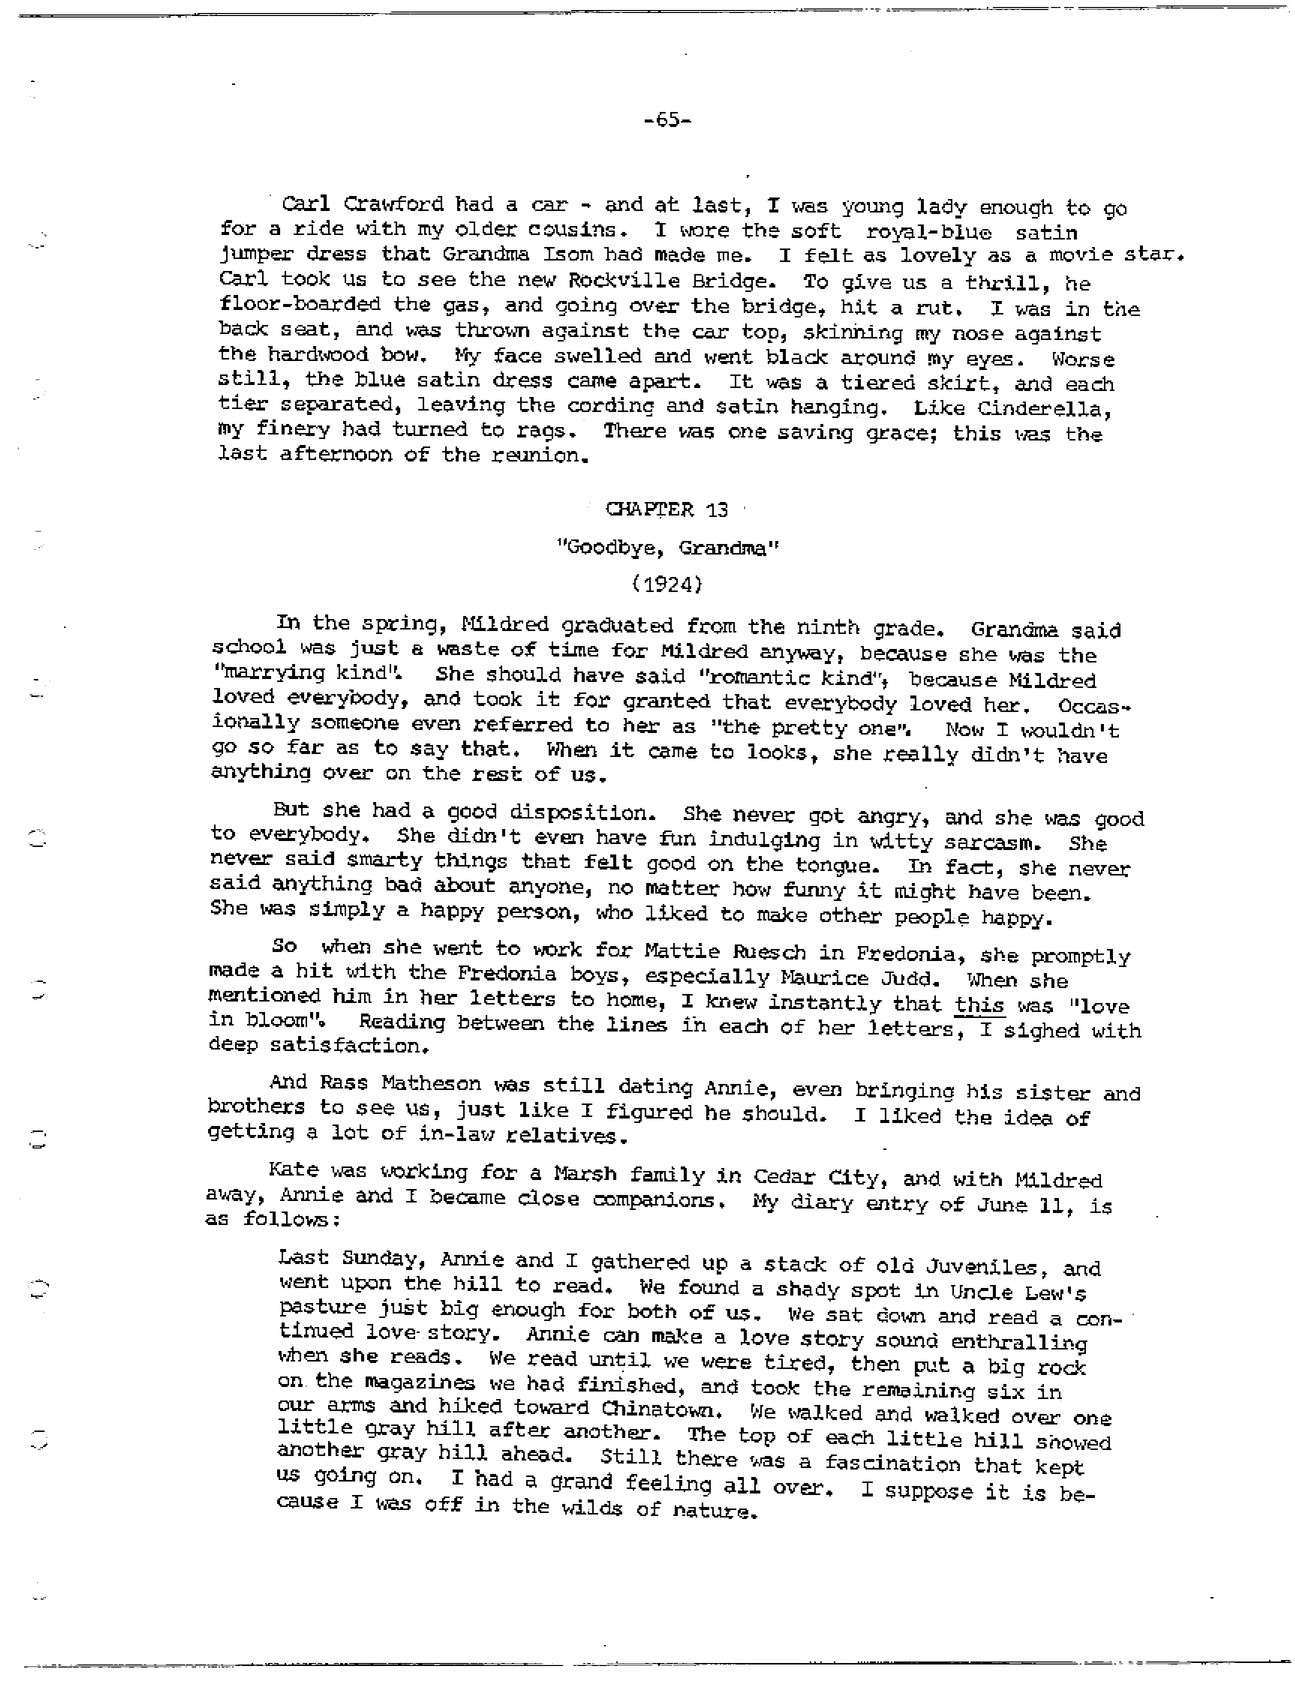 -65-
Carl Crawford had a car - and at last, I was young lady enough to go
for a ride with my older cousins. I wore the soft royal-blue satin
jumper dress that Grandma Isom had made me. I felt as lovely as a movie star.
Carl took us to see the new Rockville Bridge. To give us a thrill, he
floor-boarded the gas, and going over the bridge, hit a rut. I was in the
back seat, and was thrown against the car top, skinning my nose against
the hardwood bow. My face swelled and went black around my eyes. Worse
still, the blue satin dress came apart. It was a tiered skirt, and each
tier separated, leaving the cording and satin hanging. Like Cinderella,
my finery had turned to rags. There was one saving grace; this was the
last afternoon of the reunion.
CHAPTER 13
"Goodbye, Grandma"
(1924)
In the spring, Mildred graduated from the ninth grade. Grandma said
school was just a waste of time for Mildred anyway, because she was the
"marrying kind". She should have said "romantic kind", because Mildred
loved everybody, and took it for granted that everybody loved her. Occas-
ionally someone even referred to her as "the pretty one". Now I wouldn't
go so far as to say that. When it came to looks, she really didn't have
anything over on the rest of us.
But she had a good disposition. She never got angry, and she was good
to everybody. She didn't even have fun indulging in witty sarcasm. She
never said smarty things that felt good on the tongue. In fact, she never
said anything bad about anyone, no matter how funny it might have been.
She was simply a happy person, who liked to make other people happy.
So when she went to work for Mattie Ruesch in Fredonia, she promptly
made a hit with the Fredonia boys, especially Maurice Judd. When she
mentioned him in her letters to home, I knew instantly that this was "love
in bloom". Reading between the lines in each of her letters, I sighed with
deep satisfaction.
And Rass Matheson was still dating Annie, even bringing his sister and
brothers to see us, just like I figured he should. I liked the idea of
getting a lot of in-law relatives.
Kate was working for a Marsh family in Cedar City, and with Mildred
away, Annie and I became close companions. My diary entry of June 11, is
as follows:
Last Sunday, Annie and I gathered up a stack of old Juveniles, and
went upon the hill to read. We found a shady spot in Uncle Lew's
pasture just big enough for both of us. We sat down and read a con-
tinued love story. Annie can make a love story sound enthralling
when she reads. We read until we were tired, then put a big rock
on the magazines we had finished, and took the remaining six in
our arms and hiked toward Chinatown. We walked and walked over one
little gray hill after another. The top of each little hill showed
another gray hill ahead. Still there was a fascination that kept
us going on. I had a grand feeling all over. I suppose it is be-
cause I was off in the wilds of nature.